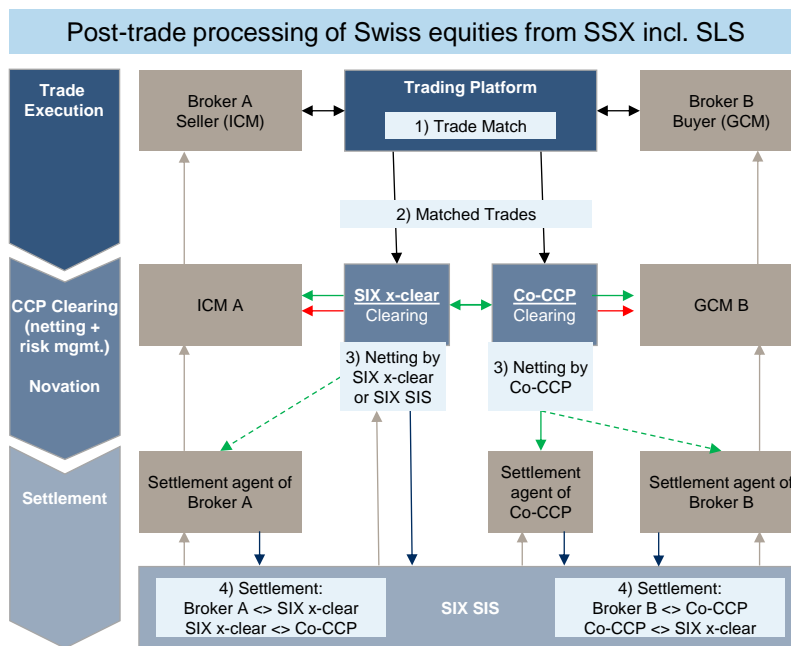 Post-trade processing of Swiss equities from SSX incl. SLS
Trade
Execution
Broker A
Seller (ICM)
Trading Platform
1) Trade Match
Broker B
Buyer (GCM)
2) Matched Trades
CCP Clearing
(netting +
risk mgmt.)
Novation
ICM A
SIX x-clear
Clearing
Co-CCP
Clearing
GCM B
3) Netting by
SIX x-clear
or SIX SIS
3) Netting by
Co-CCP
Settlement
Settlement agent of
Broker A
Settlement
agent of
Co-CCP
Settlement agent of
Broker B
4) Settlement:
Broker A <> SIX x-clear
SIX x-clear <> Co-CCP
SIX SIS
4) Settlement:
Broker B <> Co-CCP
Co-CCP <> SIX x-clear